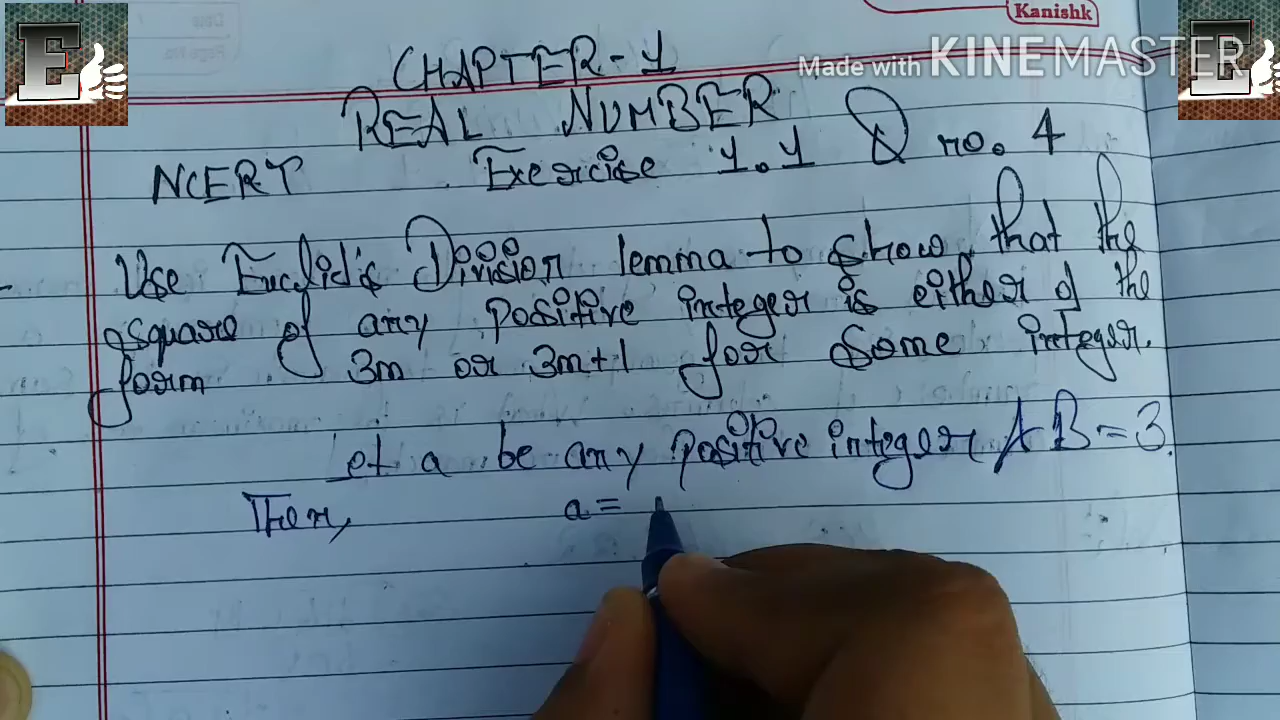 Kanishk
Made with KINEMASTER
E
E
CHAPTER-1
REAL NUMBER
NCERT Exercise 1.1 Q no. 4
Use Euclid's Division lemma to show that the
square of any positive integer is either of the
form 3m or 3m+1 for some integer.
Let a be any positive integer & B=3.
Then, a=